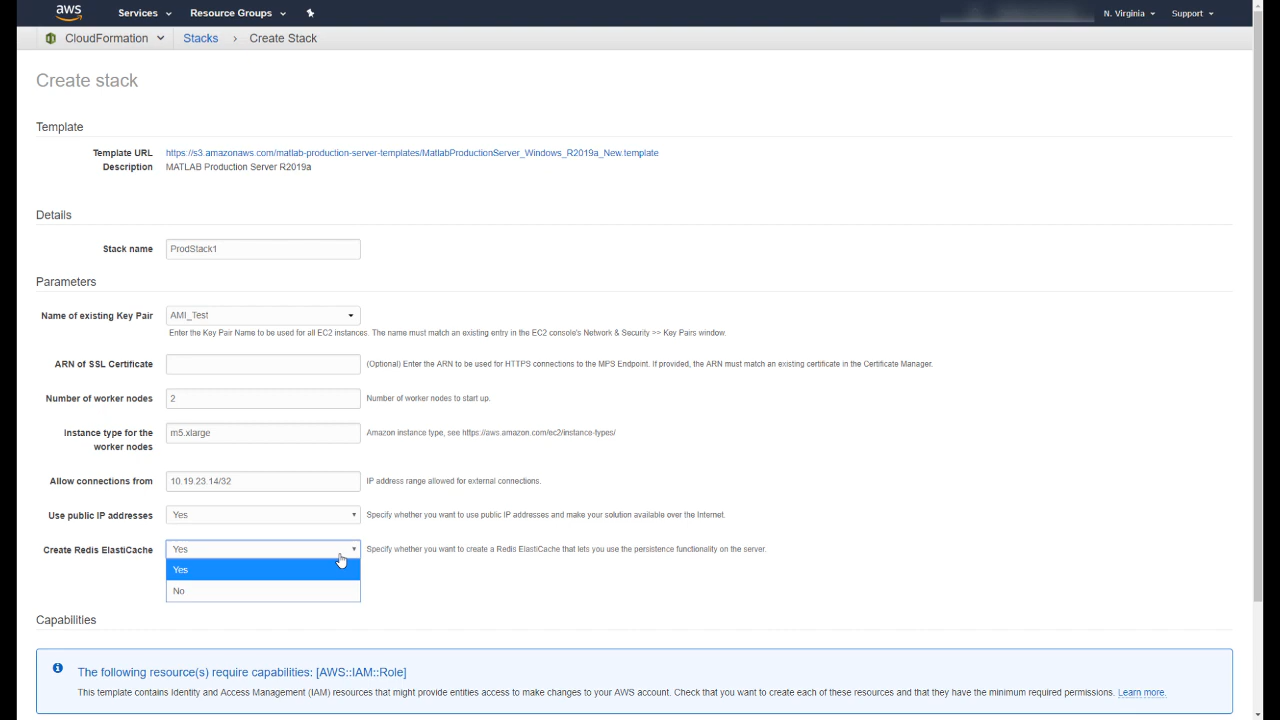 aws Services Resource Groups N. Virginia Support
CloudFormation Stacks > Create Stack
Create stack
Template
Template URL https://s3.amazonaws.com/matlab-production-server-templates/MatlabProductionServer_Windows_R2019a_New.template
Description MATLAB Production Server R2019a
Details
Stack name ProdStack1
Parameters
Name of existing Key Pair AMI_Test
Enter the Key Pair Name to be used for all EC2 instances. The name must match an existing entry in the EC2 console's Network & Security >> Key Pairs window.
ARN of SSL Certificate (Optional) Enter the ARN to be used for HTTPS connections to the MPS Endpoint. If provided, the ARN must match an existing certificate in the Certificate Manager.
Number of worker nodes 2 Number of worker nodes to start up.
Instance type for the worker nodes m5.xlarge Amazon instance type, see https://aws.amazon.com/ec2/instance-types/
Allow connections from 10.19.23.14/32 IP address range allowed for external connections.
Use public IP addresses Yes Specify whether you want to use public IP addresses and make your solution available over the Internet.
Create Redis ElastiCache Yes Specify whether you want to create a Redis ElastiCache that lets you use the persistence functionality on the server.
Yes
No
Capabilities
The following resource(s) require capabilities: [AWS::IAM::Role]
This template contains Identity and Access Management (IAM) resources that might provide entities access to make changes to your AWS account. Check that you want to create each of these resources and that they have the minimum required permissions. Learn more.